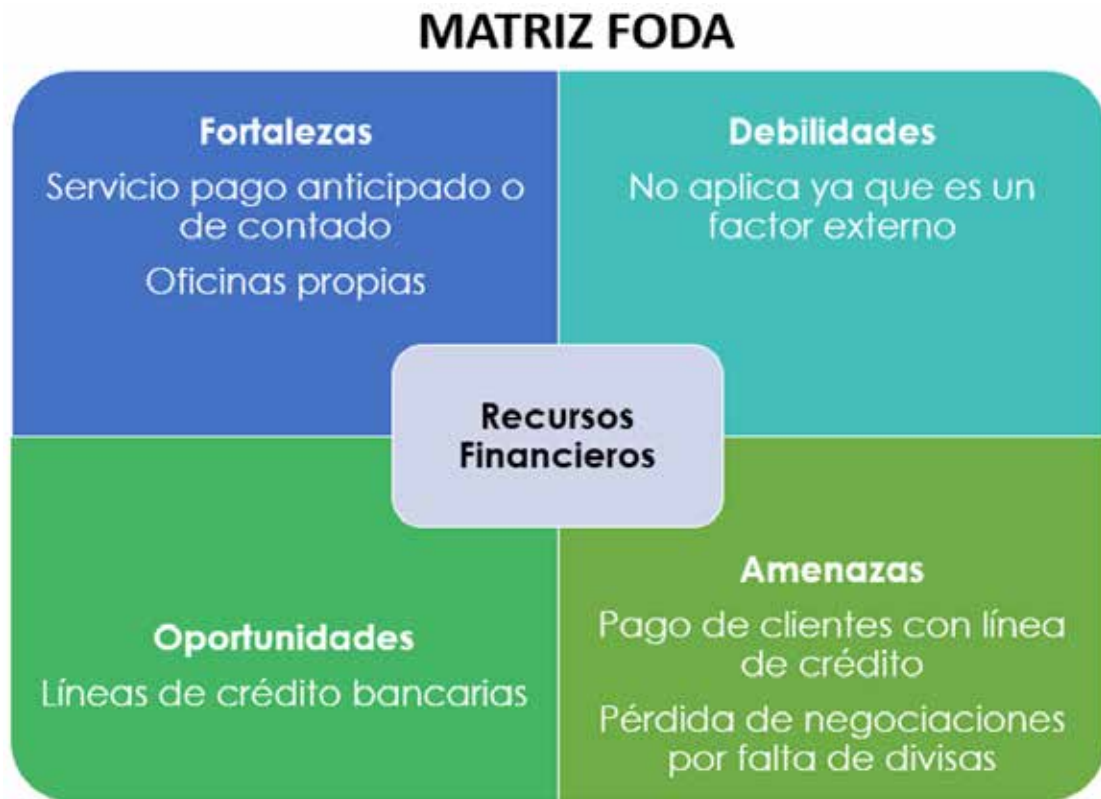 MATRIZ FODA
Fortalezas
Servicio pago anticipado o
de contado
Oficinas propias
Debilidades
No aplica ya que es un
factor externo
Recursos
Financieros
Oportunidades
Líneas de crédito bancarias
Amenazas
Pago de clientes con línea
de crédito
Pérdida de negociaciones
por falta de divisas